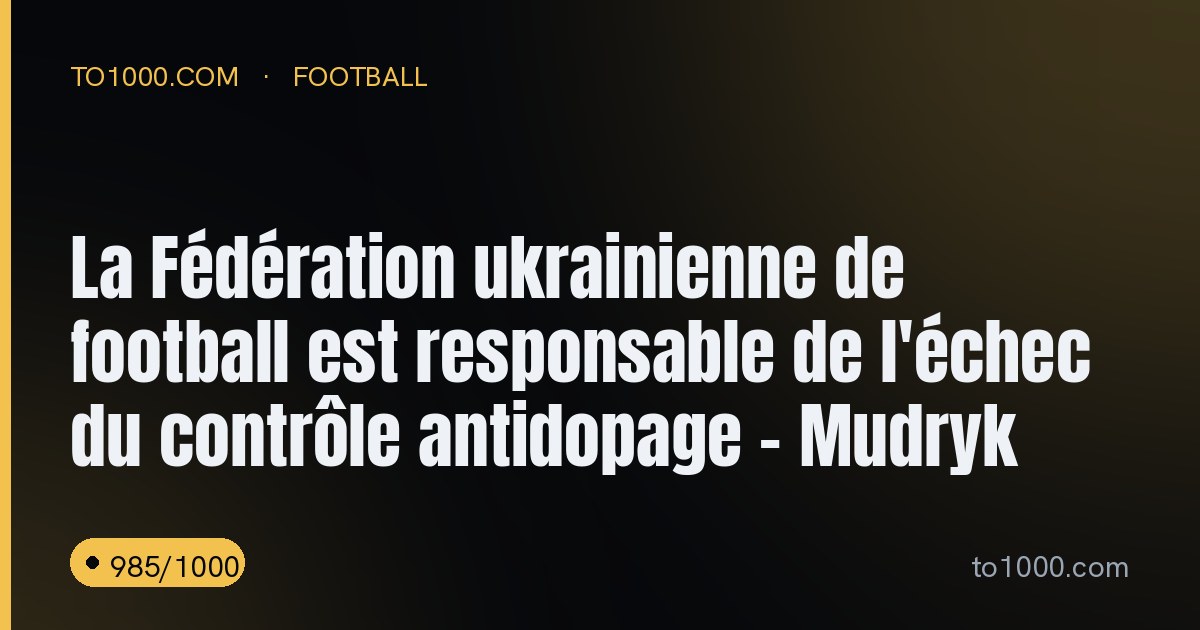 TO1000.COM · FOOTBALL
La Fédération ukrainienne de
football est responsable de l'échec
du contrôle antidopage - Mudryk
985/1000
to1000.com